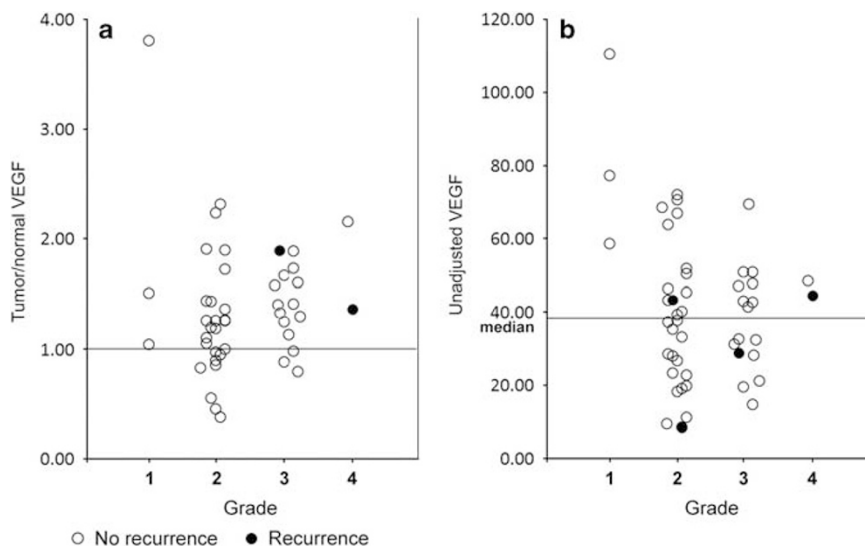 a
4.00
3.00
2.00
1.00
0.00
Tumor/normal VEGF
1 2 3 4
Grade
b
120.00
100.00
80.00
60.00
40.00
median
20.00
0.00
Unadjusted VEGF
1 2 3 4
Grade
No recurrence Recurrence